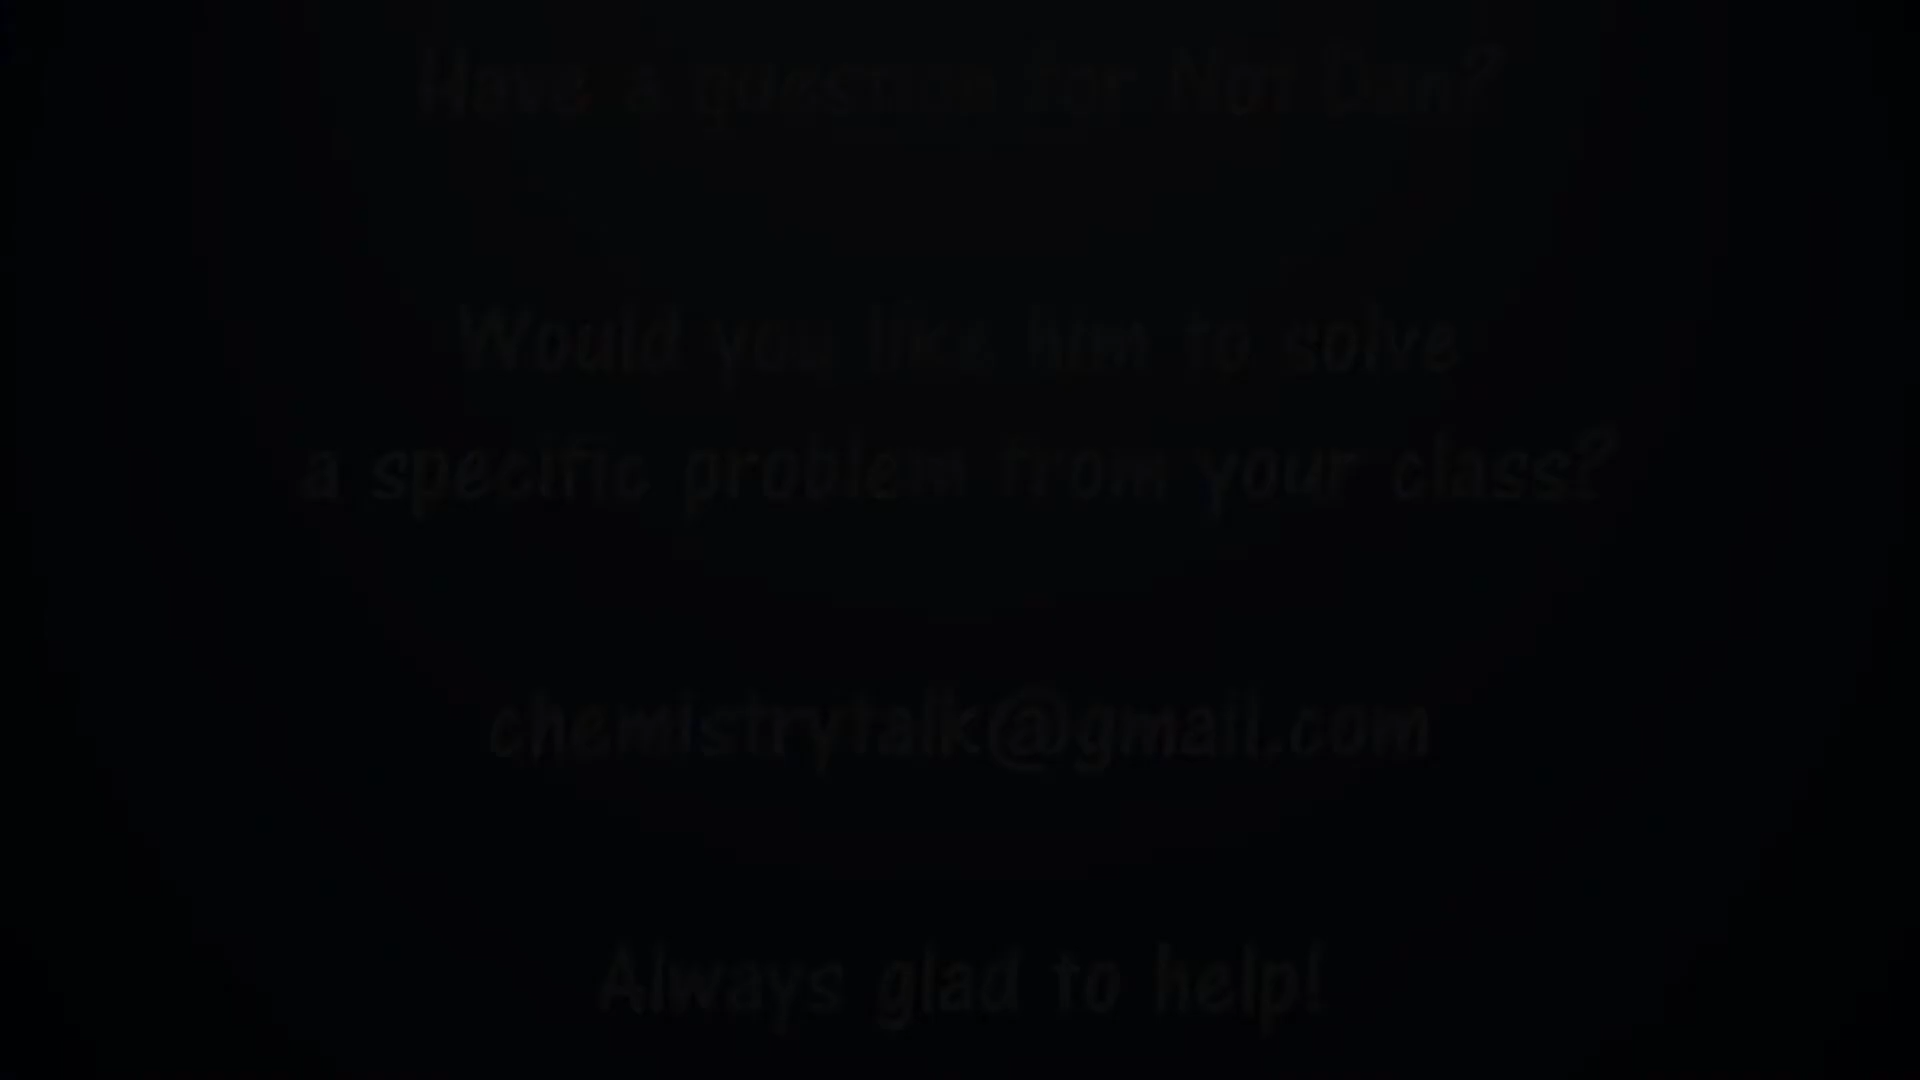 Have a question for Not Dan?
Would you like him to solve
a specific problem from your class?
chemistrytalk@gmail.com
Always glad to help!